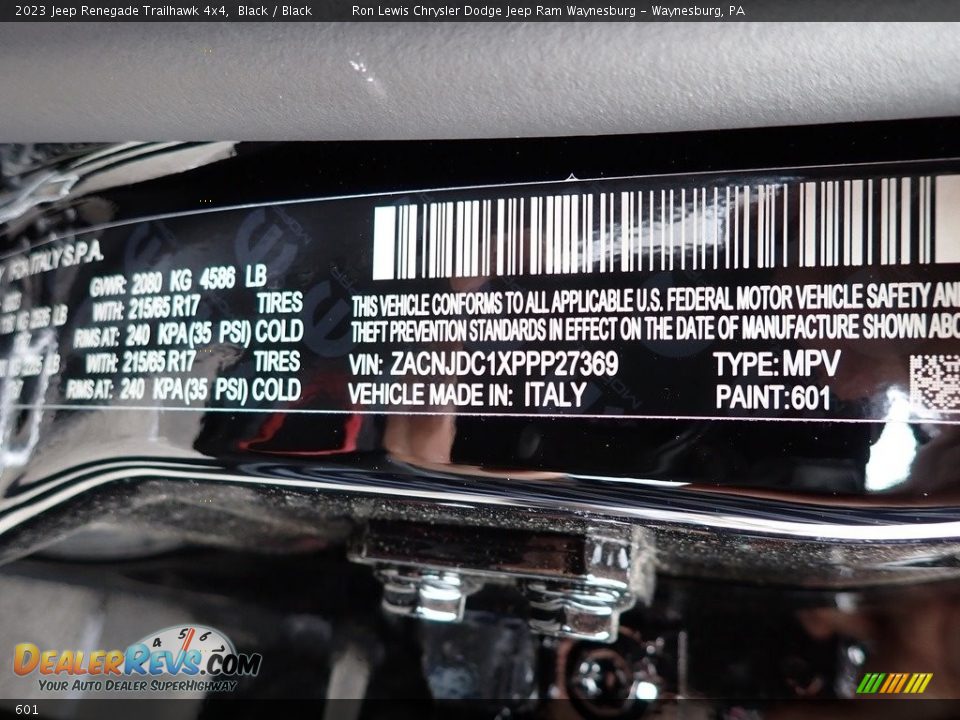 2023 Jeep Renegade Trailhawk 4x4, Black / Black Ron Lewis Chrysler Dodge Jeep Ram Waynesburg - Waynesburg, PA
ITALY S.P.A.
GVWR: 2080 KG 4586 LB
WITH: 215/65 R17 TIRES
RIMS AT: 240 KPA(35 PSI) COLD
WITH: 215/65 R17 TIRES
RIMS AT: 240 KPA(35 PSI) COLD
THIS VEHICLE CONFORMS TO ALL APPLICABLE U.S. FEDERAL MOTOR VEHICLE SAFETY AN
THEFT PREVENTION STANDARDS IN EFFECT ON THE DATE OF MANUFACTURE SHOWN ABO
VIN: ZACNJDC1XPPP27369 TYPE: MPV
VEHICLE MADE IN: ITALY PAINT:601
4 5 6
DEALERREVS.COM
YOUR AUTO DEALER SUPERHIGHWAY
601